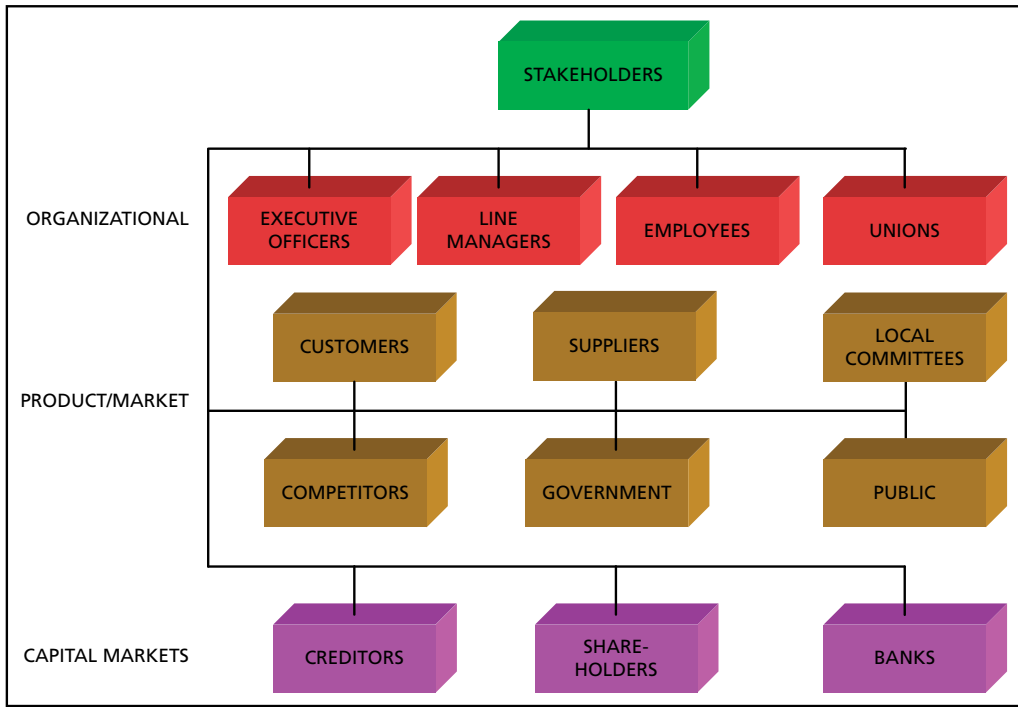 STAKEHOLDERS
ORGANIZATIONAL
EXECUTIVE
OFFICERS
LINE
MANAGERS
EMPLOYEES
UNIONS
PRODUCT/MARKET
CUSTOMERS
SUPPLIERS
LOCAL
COMMITTEES
COMPETITORS
GOVERNMENT
PUBLIC
CAPITAL MARKETS
CREDITORS
SHARE-
HOLDERS
BANKS